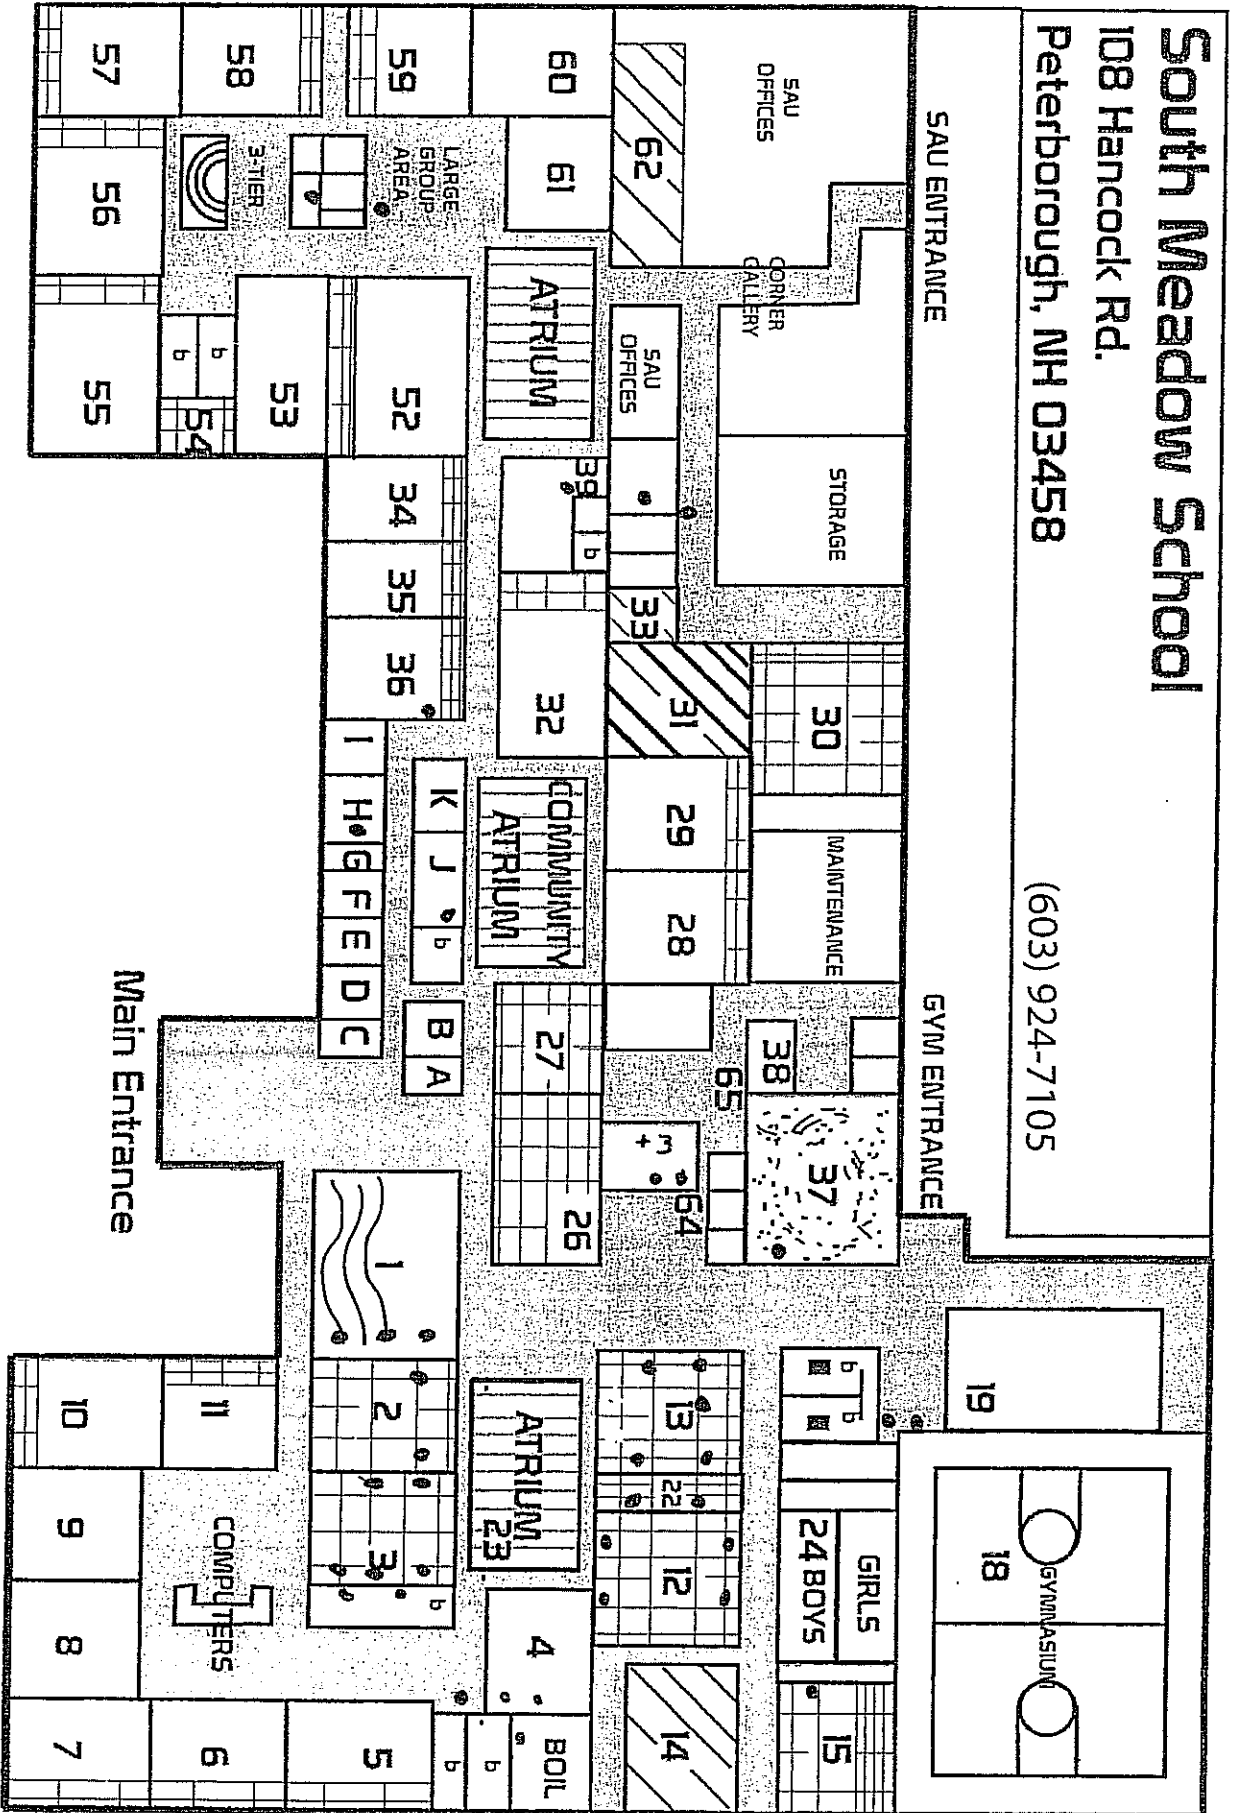 South Meadow School
108 Hancock Rd.
Peterborough, NH 03458
(603) 924-7105
SAU ENTRANCE
GYM ENTRANCE
19
18
GYMNASIUM
SAU
OFFICES
CORNER
GALLERY
STORAGE
30
MAINTENANCE
38
37
b
b
GIRLS
24 BOYS
15
62
SAU
OFFICES
33
31
29
28
65
64
+3
13
22
12
14
60
61
ATRIUM
39
b
32
COMMUNITY
ATRIUM
27
26
ATRIUM
23
4
BOIL
59
LARGE
GROUP
AREA
52
34
35
36
K
J
b
B
A
1
2
3
b
b
b
5
58
3-TIER
53
I
H
G
F
E
D
C
11
COMPUTERS
6
57
56
b
b
54
55
Main Entrance
10
9
8
7